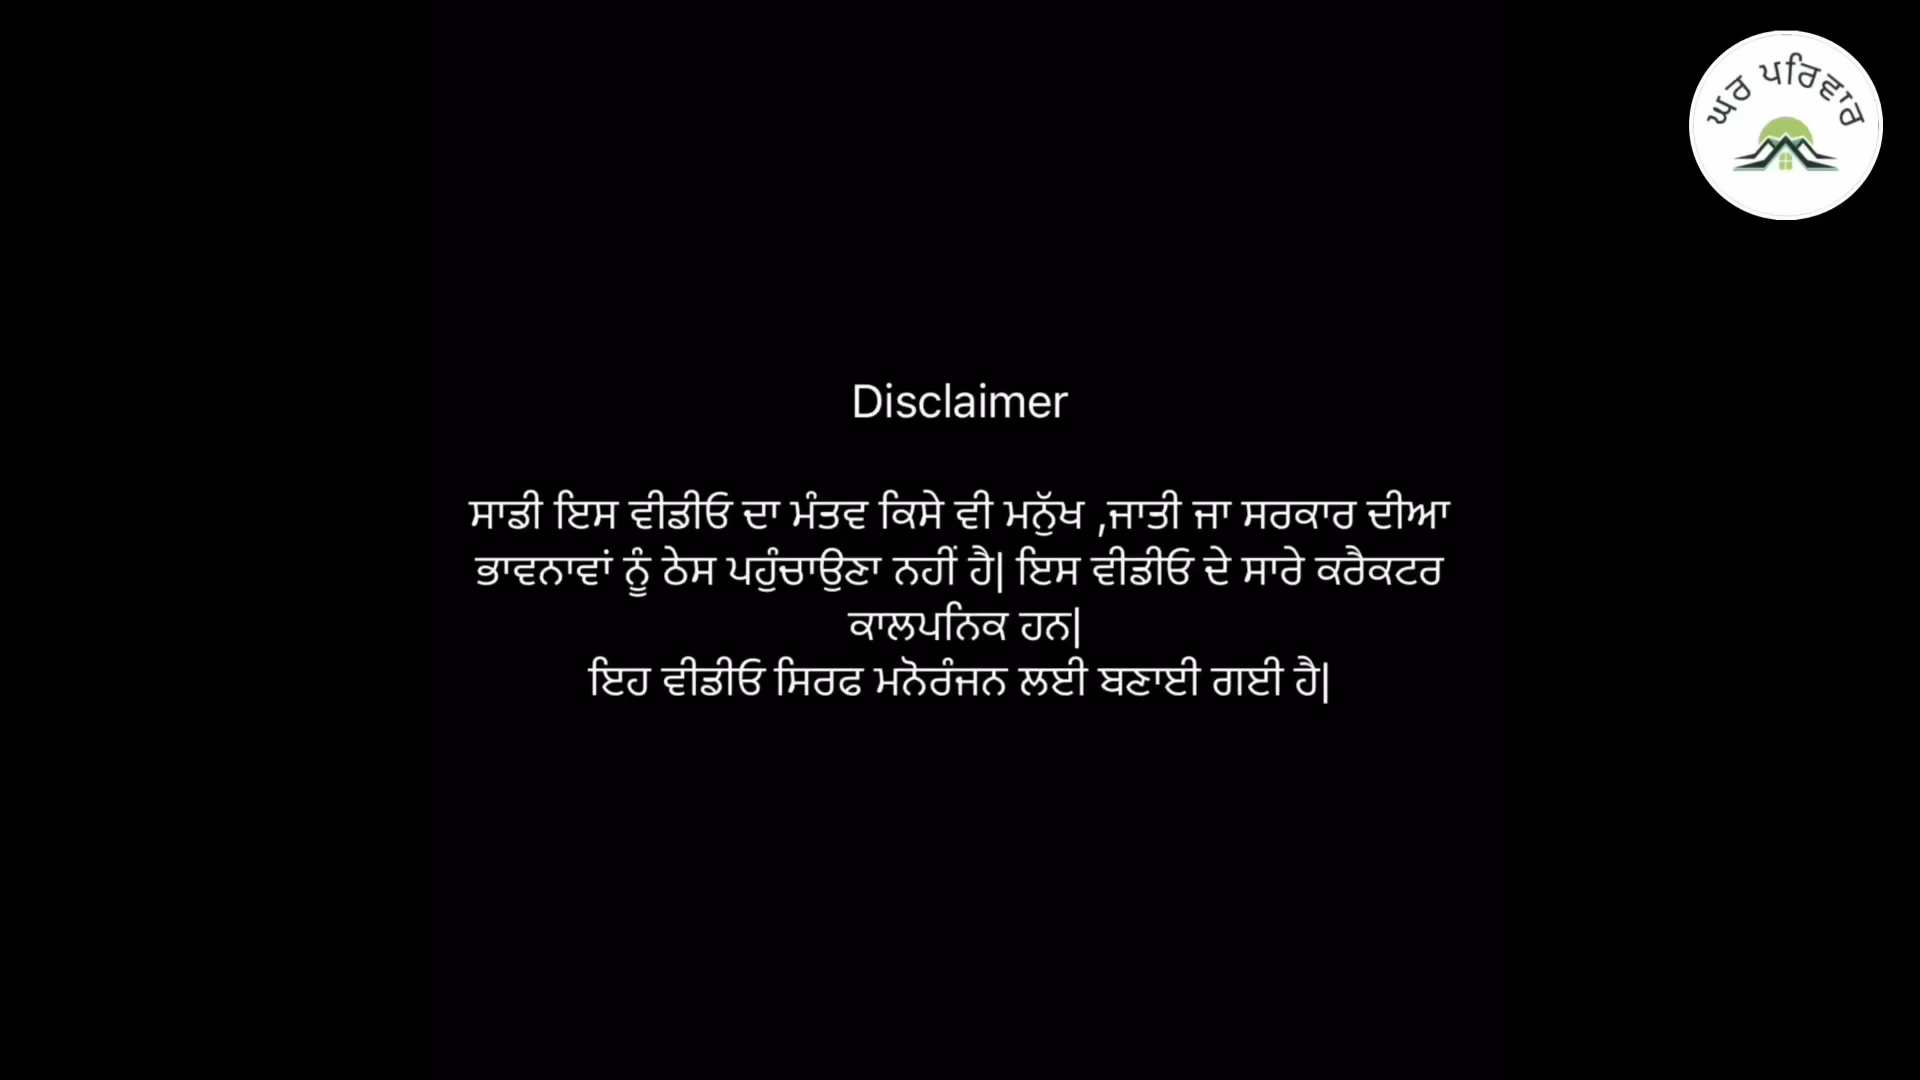 ਘਰ ਪਰਿਵਾਰ
Disclaimer
ਸਾਡੀ ਇਸ ਵੀਡੀਓ ਦਾ ਮੰਤਵ ਕਿਸੇ ਵੀ ਮਨੁੱਖ ,ਜਾਤੀ ਜਾ ਸਰਕਾਰ ਦੀਆ
ਭਾਵਨਾਵਾਂ ਨੂੰ ਠੇਸ ਪਹੁੰਚਾਉਣਾ ਨਹੀਂ ਹੈ| ਇਸ ਵੀਡੀਓ ਦੇ ਸਾਰੇ ਕਰੈਕਟਰ
ਕਾਲਪਨਿਕ ਹਨ|
ਇਹ ਵੀਡੀਓ ਸਿਰਫ ਮਨੋਰੰਜਨ ਲਈ ਬਣਾਈ ਗਈ ਹੈ|